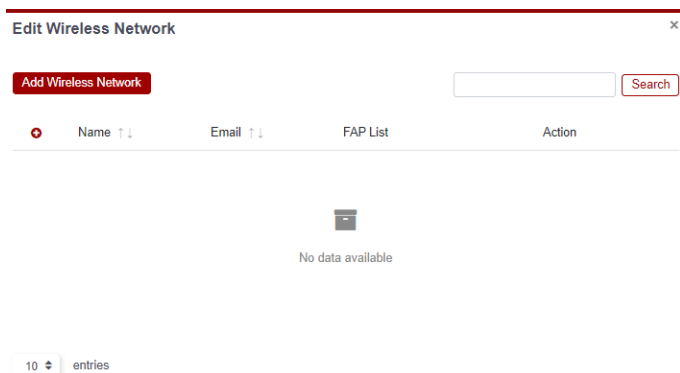 Edit Wireless Network ×
Add Wireless Network Search
Name ↑↓ Email ↑↓ FAP List Action
No data available
10 entries